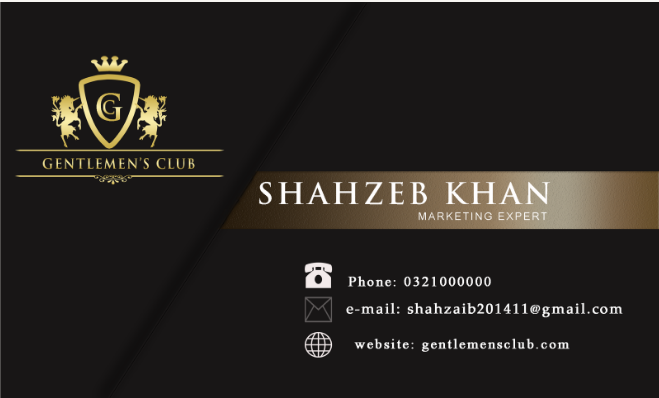 GC
GENTLEMEN'S CLUB
SHAHZEB KHAN
MARKETING EXPERT
Phone: 0321000000
e-mail: shahzaib201411@gmail.com
website: gentlemensclub.com